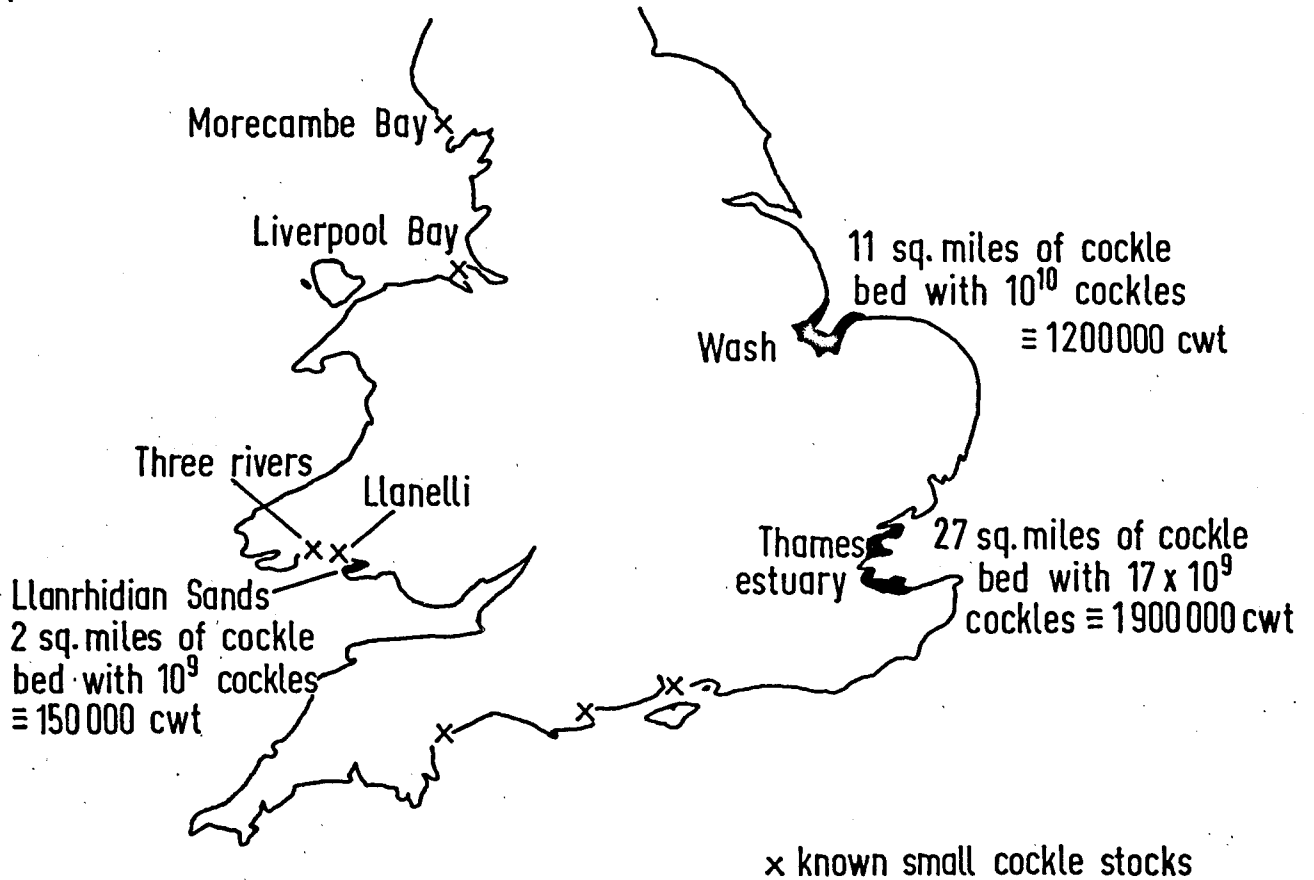 Morecambe Bay
Liverpool Bay
11 sq. miles of cockle
bed with 10¹⁰ cockles
≡ 1200000 cwt
Wash
Three rivers
Llanelli
Thames
estuary
27 sq. miles of cockle
bed with 17 x 10⁹
cockles ≡ 1900000 cwt
Llanrhidian Sands
2 sq. miles of cockle
bed with 10⁹ cockles
≡ 150000 cwt
x known small cockle stocks